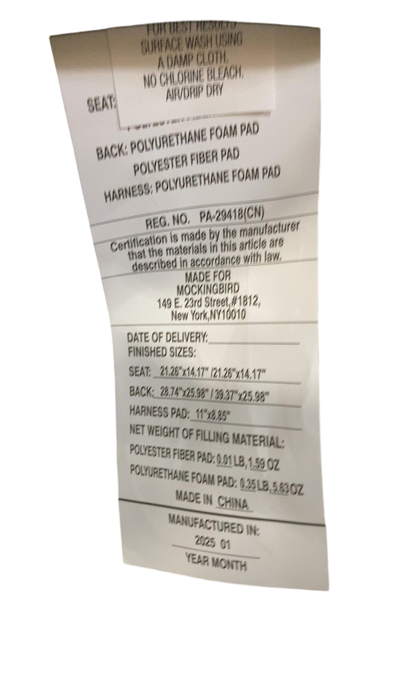 FOR BEST RESULTS
SURFACE WASH USING
A DAMP CLOTH,
NO CHLORINE BLEACH,
AIR/DRIP DRY
SEAT:
BACK: POLYURETHANE FOAM PAD
POLYESTER FIBER PAD
HARNESS: POLYURETHANE FOAM PAD
REG. NO. PA-29418(CN)
Certification is made by the manufacturer
that the materials in this article are
described in accordance with law.
MADE FOR
MOCKINGBIRD
149 E. 23rd Street,#1812,
New York,NY10010
DATE OF DELIVERY:
FINISHED SIZES:
SEAT: 21.26"x14.17" /21.26"x14.17"
BACK: 28.74"x25.98" / 39.37"x25.98"
HARNESS PAD: 11"x8.85"
NET WEIGHT OF FILLING MATERIAL:
POLYESTER FIBER PAD: 0.01 LB,1.59 OZ
POLYURETHANE FOAM PAD: 0.35 LB,5.63 OZ
MADE IN CHINA
MANUFACTURED IN:
2025 01
YEAR MONTH